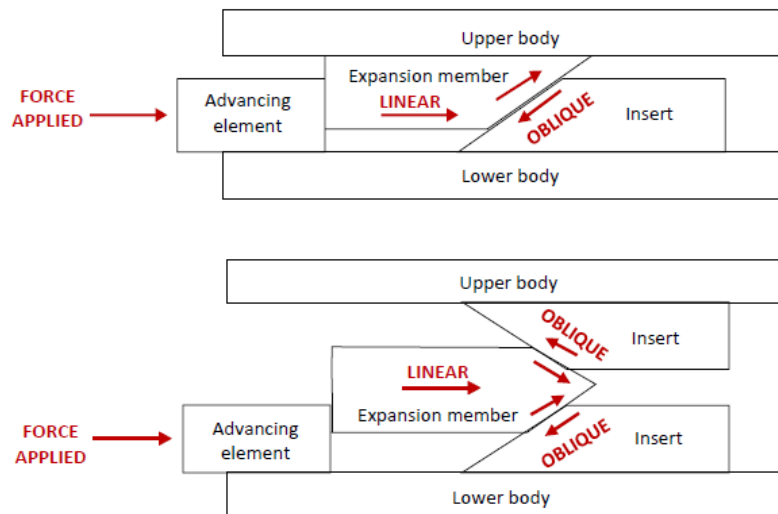 Upper body
Expansion member
FORCE
APPLIED
LINEAR
Advancing
element
OBLIQUE
Insert
Lower body
Upper body
OBLIQUE
Insert
LINEAR
Expansion member
FORCE
APPLIED
Advancing
element
OBLIQUE
Insert
Lower body